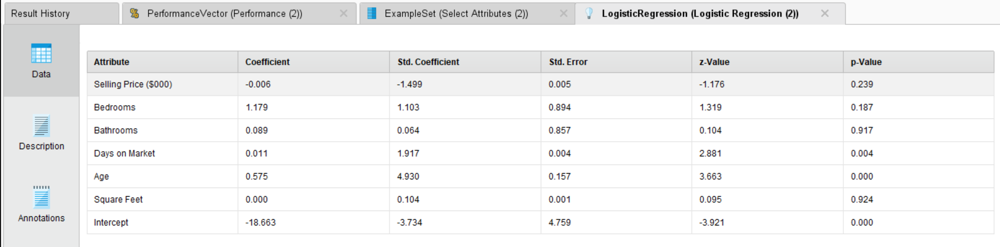 Result History PerformanceVector (Performance (2)) ExampleSet (Select Attributes (2)) LogisticRegression (Logistic Regression (2))
Data
Description
Annotations
Attribute Coefficient Std. Coefficient Std. Error z-Value p-Value
Selling Price ($000) -0.006 -1.499 0.005 -1.176 0.239
Bedrooms 1.179 1.103 0.894 1.319 0.187
Bathrooms 0.089 0.064 0.857 0.104 0.917
Days on Market 0.011 1.917 0.004 2.881 0.004
Age 0.575 4.930 0.157 3.663 0.000
Square Feet 0.000 0.104 0.001 0.095 0.924
Intercept -18.663 -3.734 4.759 -3.921 0.000